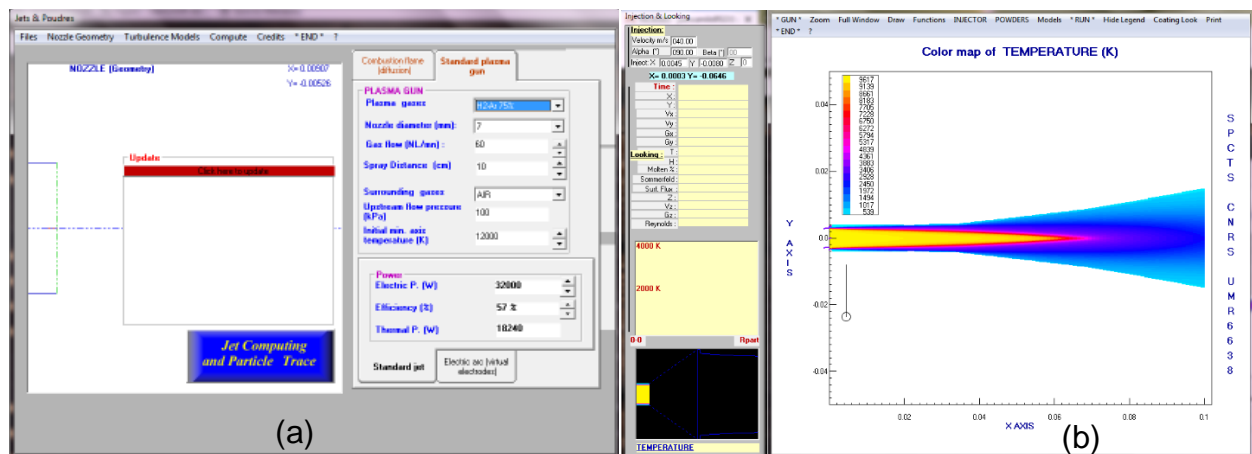 Jets & Poudres
Files Nozzle Geometry Turbulence Models Compute Credits * END * ?
NOZZLE (Geometry)
X= 0.00907
Y= -0.00526
Update
Click here to update
Jet Computing
and Particle Trace
Combustion flame
(diffusion)
Standard plasma
gun
PLASMA GUN
Plasma gases
H2-Ar 75%
Nozzle diameter (mm):
7
Gas flow (NL/mn) :
60
Spray Distance (cm)
10
Surrounding gases
AIR
Upstream flow pressure
(kPa)
100
Initial min. axis
temperature (K)
12000
Power
Electric P. (W)
32000
Efficiency (%)
57 %
Thermal P. (W)
18240
Standard jet
Electric arc (virtual
electrodes)
(a)
Injection & Looking
Injection:
Velocity m/s 040.00
Alpha (°) 090.00 Beta (°) 00
Inject X 0.0045 Y -0.0080 Z 0
X= 0.0003 Y= -0.0646
Time :
X :
Y :
Vx :
Vy :
Gx :
Gy :
Looking : T :
H :
Molten % :
Sommerfeld :
Surf. Flux :
Z :
Vz :
Gz :
Reynolds :
4000 K
2000 K
0-0
Rpart
TEMPERATURE
* GUN * Zoom Full Window Draw Functions INJECTOR POWDERS Models * RUN * Hide Legend Coating Look Print
* END * ?
Color map of TEMPERATURE (K)
9617
9139
8661
8183
7705
7228
6750
6272
5794
5317
4839
4361
3883
3406
2928
2450
1972
1494
1017
539
0.04
0.02
0.0
-0.02
-0.04
Y AXIS
0.02 0.04 0.06 0.08 0.1
X AXIS
SPCTS CNRS UMR6638
(b)